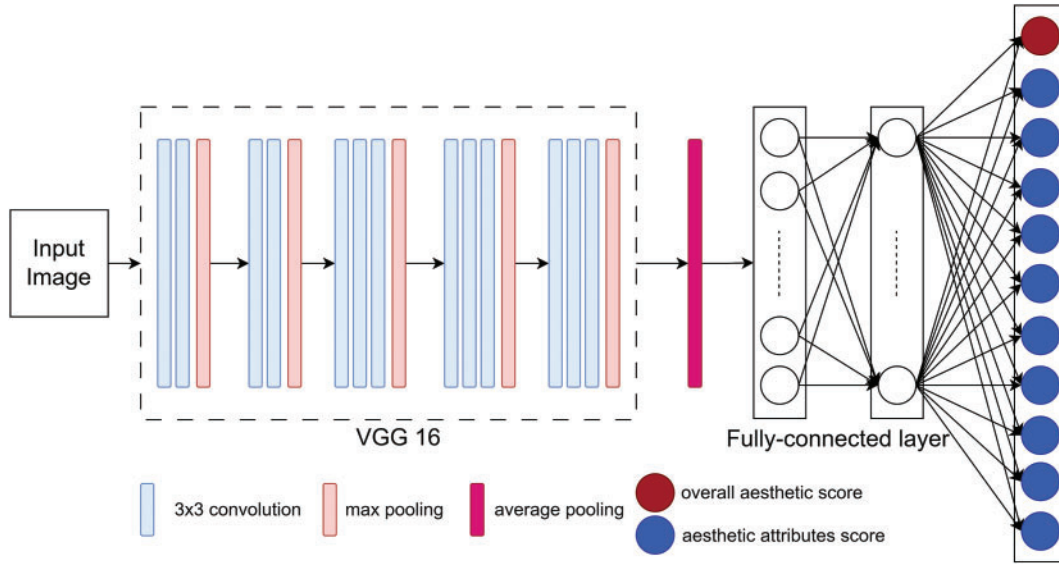 Input
Image
VGG 16
Fully-connected layer
3x3 convolution
max pooling
average pooling
overall aesthetic score
aesthetic attributes score